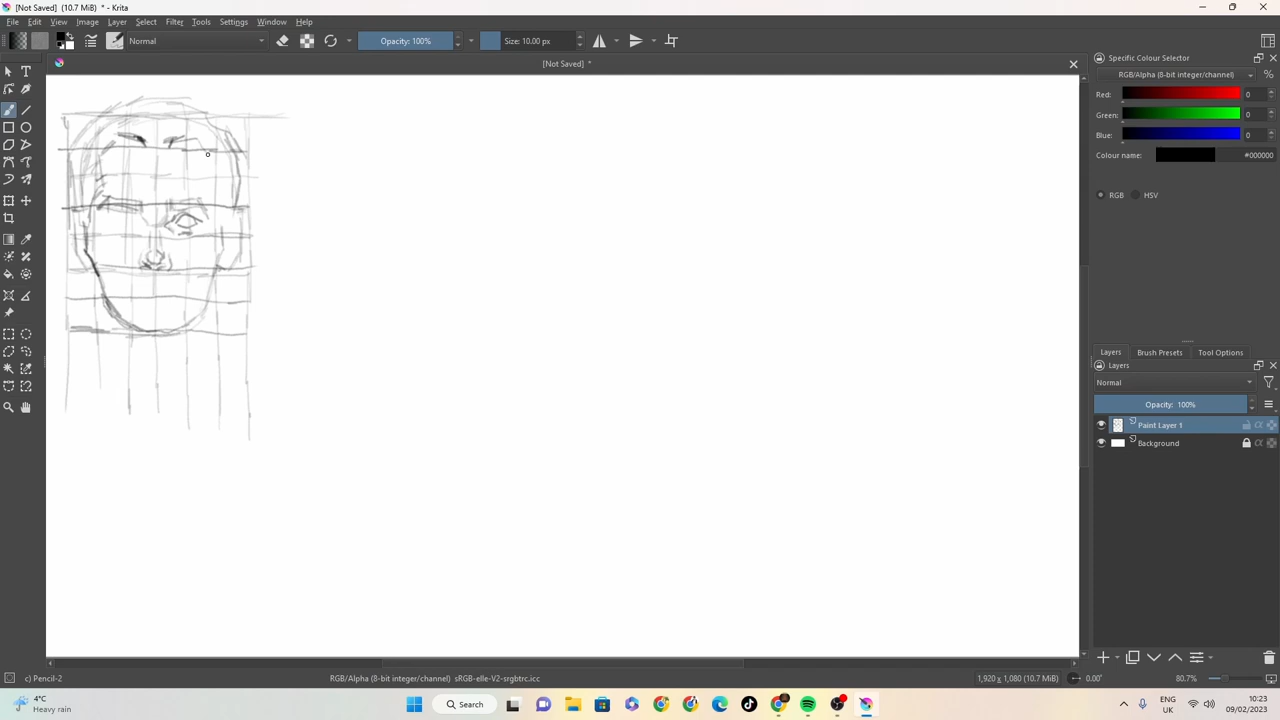 [Not Saved] (10.7 MiB) * - Krita
File Edit View Image Layer Select Filter Tools Settings Window Help
Normal Opacity: 100% Size: 10.00 px
[Not Saved] *
Specific Colour Selector
RGB/Alpha (8-bit integer/channel) %
Red: 0
Green: 0
Blue: 0
Colour name: #000000
RGB HSV
Layers Brush Presets Tool Options
Layers
Normal
Opacity: 100%
Paint Layer 1
Background
c) Pencil-2 RGB/Alpha (8-bit integer/channel) sRGB-elle-V2-srgbtrc.icc 1,920 x 1,080 (10.7 MiB) 0.00° 80.7%
4°C
Heavy rain
Search
ENG
UK
10:23
09/02/2023